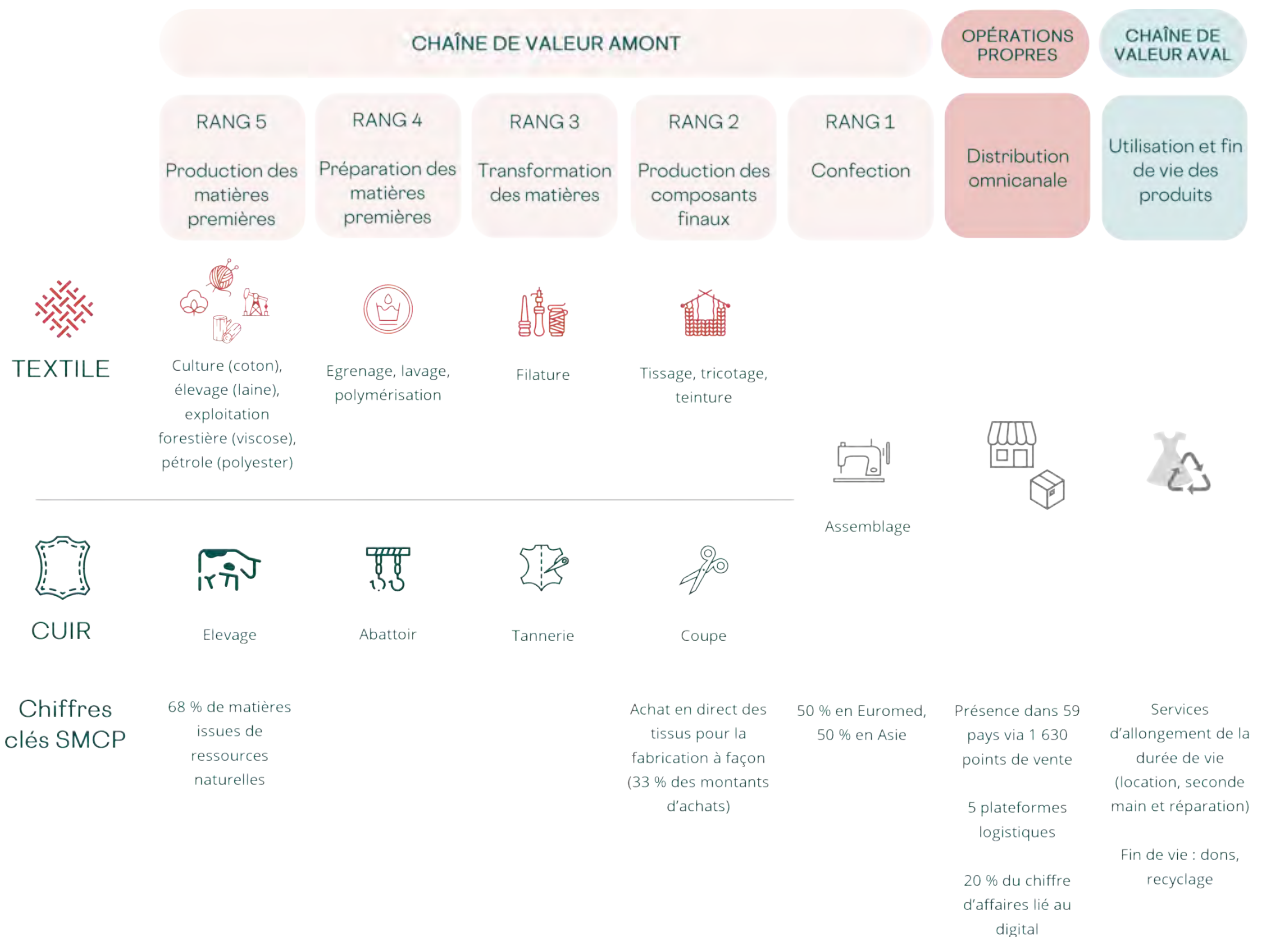 CHAÎNE DE VALEUR AMONT
OPÉRATIONS
PROPRES
CHAÎNE DE
VALEUR AVAL
RANG 5
Production des
matières
premières
RANG 4
Préparation des
matières
premières
RANG 3
Transformation
des matières
RANG 2
Production des
composants
finaux
RANG 1
Confection
Distribution
omnicanale
Utilisation et fin
de vie des
produits
TEXTILE
Culture (coton),
élevage (laine),
exploitation
forestière (viscose),
pétrole (polyester)
Egrenage, lavage,
polymérisation
Filature
Tissage, tricotage,
teinture
Assemblage
CUIR
Elevage
Abattoir
Tannerie
Coupe
Chiffres
clés SMCP
68 % de matières
issues de
ressources
naturelles
Achat en direct des
tissus pour la
fabrication à façon
(33 % des montants
d'achats)
50 % en Euromed,
50 % en Asie
Présence dans 59
pays via 1 630
points de vente
5 plateformes
logistiques
20 % du chiffre
d'affaires lié au
digital
Services
d'allongement de la
durée de vie
(location, seconde
main et réparation)
Fin de vie : dons,
recyclage